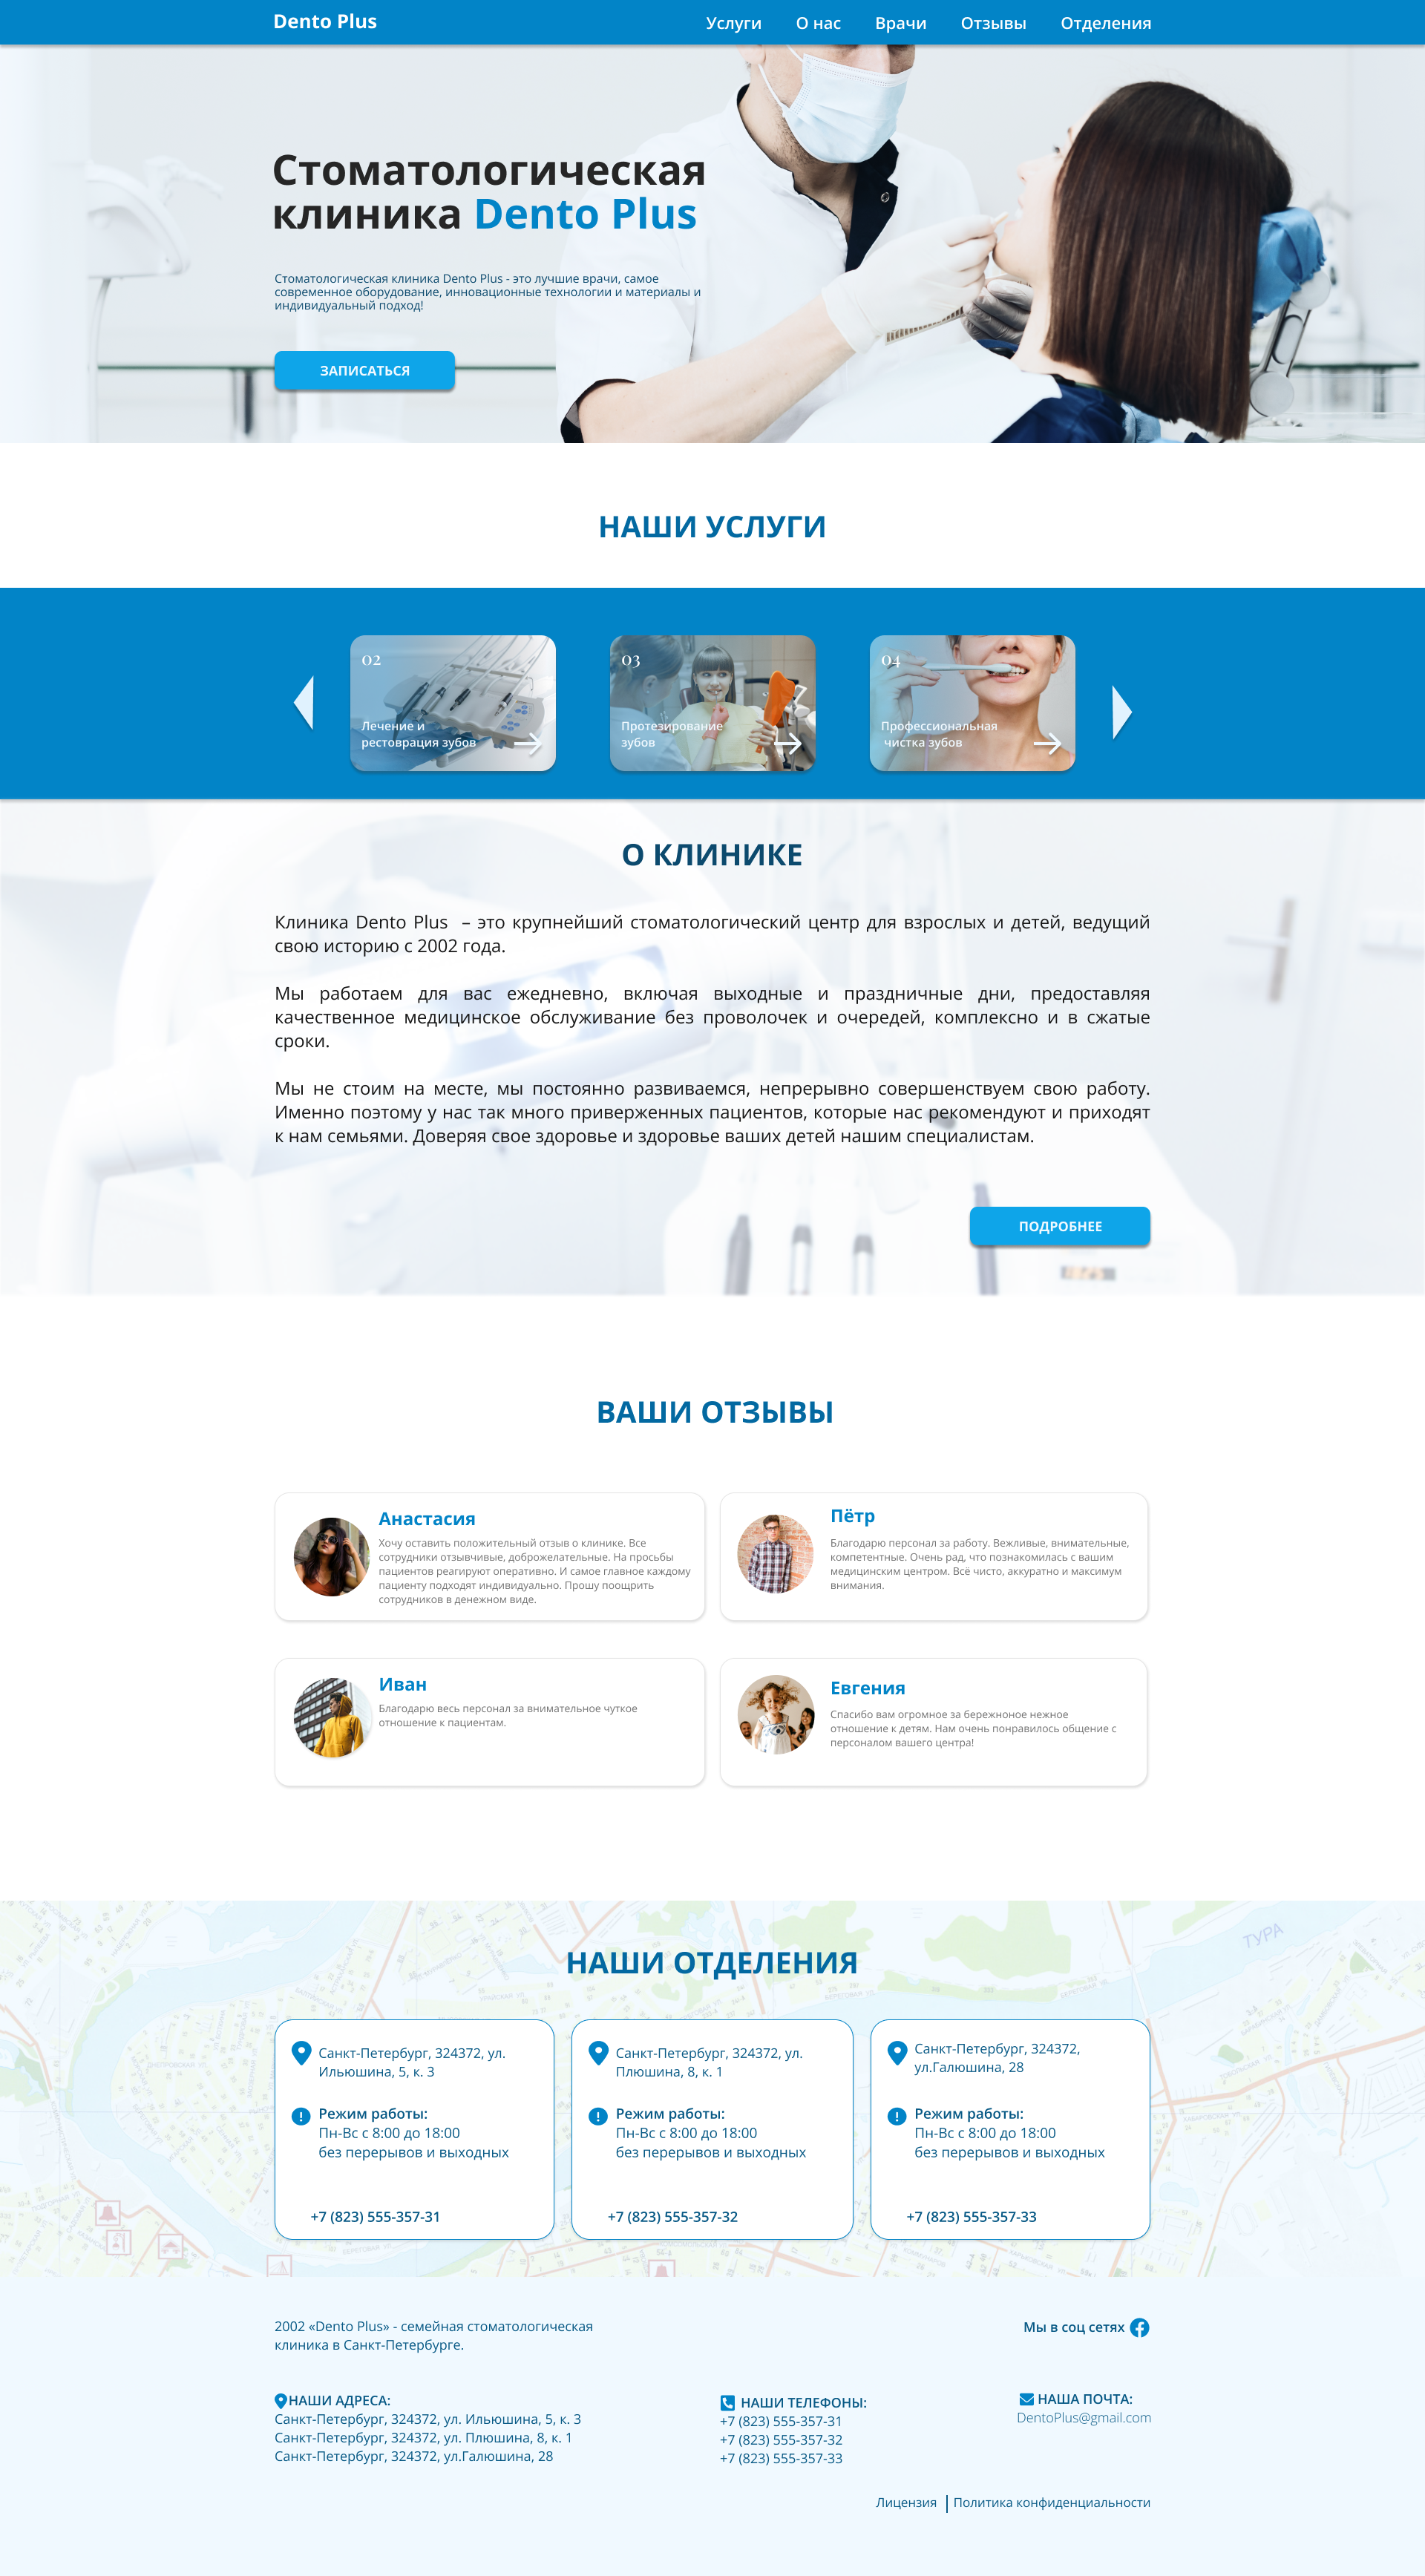 Dento Plus
Услуги
О нас
Врачи
Отзывы
Отделения
Стоматологическая
клиника Dento Plus
Стоматологическая клиника Dento Plus - это лучшие врачи, самое
современное оборудование, инновационные технологии и материалы и
индивидуальный подход!
ЗАПИСАТЬСЯ
НАШИ УСЛУГИ
02
Лечение и
рестоврация зубов
03
Протезирование
зубов
04
Профессиональная
чистка зубов
О КЛИНИКЕ
Клиника Dento Plus – это крупнейший стоматологический центр для взрослых и детей, ведущий
свою историю с 2002 года.
Мы работаем для вас ежедневно, включая выходные и праздничные дни, предоставляя
качественное медицинское обслуживание без проволочек и очередей, комплексно и в сжатые
сроки.
Мы не стоим на месте, мы постоянно развиваемся, непрерывно совершенствуем свою работу.
Именно поэтому у нас так много приверженных пациентов, которые нас рекомендуют и приходят
к нам семьями. Доверяя свое здоровье и здоровье ваших детей нашим специалистам.
ПОДРОБНЕЕ
ВАШИ ОТЗЫВЫ
Анастасия
Хочу оставить положительный отзыв о клинике. Все
сотрудники отзывчивые, доброжелательные. На просьбы
пациентов реагируют оперативно. И самое главное каждому
пациенту подходят индивидуально. Прошу поощрить
сотрудников в денежном виде.
Пётр
Благодарю персонал за работу. Вежливые, внимательные,
компетентные. Очень рад, что познакомилась с вашим
медицинским центром. Всё чисто, аккуратно и максимум
внимания.
Иван
Благодарю весь персонал за внимательное чуткое
отношение к пациентам.
Евгения
Спасибо вам огромное за бережноное нежное
отношение к детям. Нам очень понравилось общение с
персоналом вашего центра!
ТУРА
НАШИ ОТДЕЛЕНИЯ
Санкт-Петербург, 324372, ул.
Ильюшина, 5, к. 3
Режим работы:
Пн-Вс с 8:00 до 18:00
без перерывов и выходных
+7 (823) 555-357-31
Санкт-Петербург, 324372, ул.
Плюшина, 8, к. 1
Режим работы:
Пн-Вс с 8:00 до 18:00
без перерывов и выходных
+7 (823) 555-357-32
Санкт-Петербург, 324372,
ул.Галюшина, 28
Режим работы:
Пн-Вс с 8:00 до 18:00
без перерывов и выходных
+7 (823) 555-357-33
2002 «Dento Plus» - семейная стоматологическая
клиника в Санкт-Петербурге.
Мы в соц сетях
НАШИ АДРЕСА:
Санкт-Петербург, 324372, ул. Ильюшина, 5, к. 3
Санкт-Петербург, 324372, ул. Плюшина, 8, к. 1
Санкт-Петербург, 324372, ул.Галюшина, 28
НАШИ ТЕЛЕФОНЫ:
+7 (823) 555-357-31
+7 (823) 555-357-32
+7 (823) 555-357-33
НАША ПОЧТА:
DentoPlus@gmail.com
Лицензия
Политика конфиденциальности